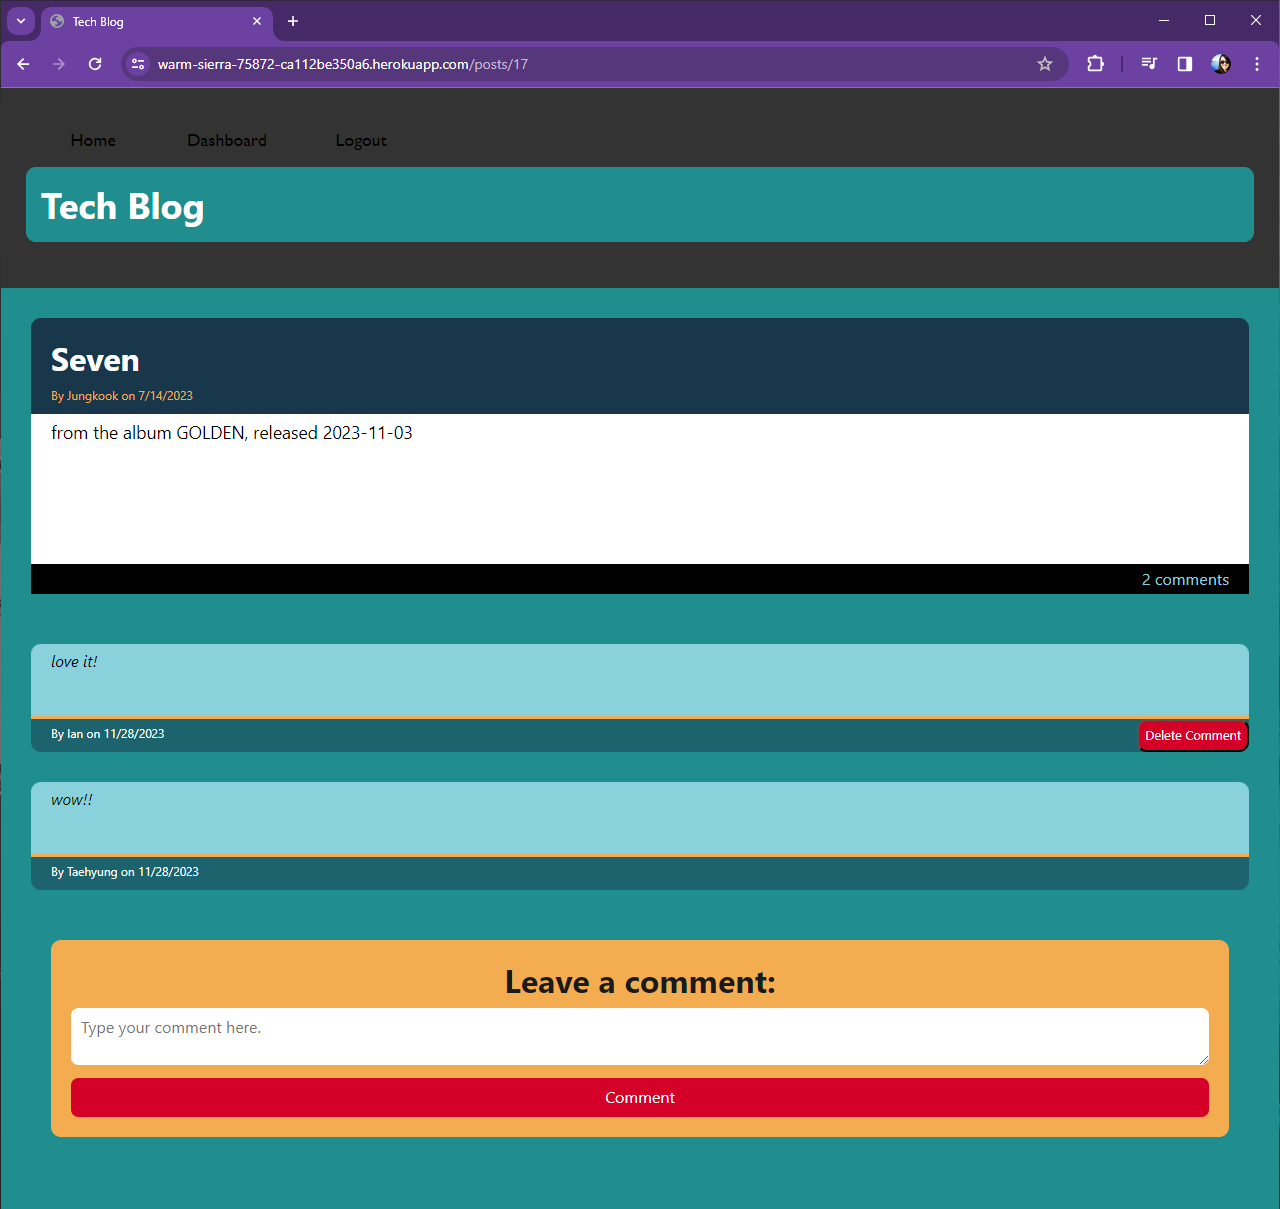 Tech Blog
warm-sierra-75872-ca112be350a6.herokuapp.com/posts/17
Home Dashboard Logout
Tech Blog
Seven
By Jungkook on 7/14/2023
from the album GOLDEN, released 2023-11-03
2 comments
love it!
By Ian on 11/28/2023 Delete Comment
wow!!
By Taehyung on 11/28/2023
Leave a comment:
Type your comment here.
Comment